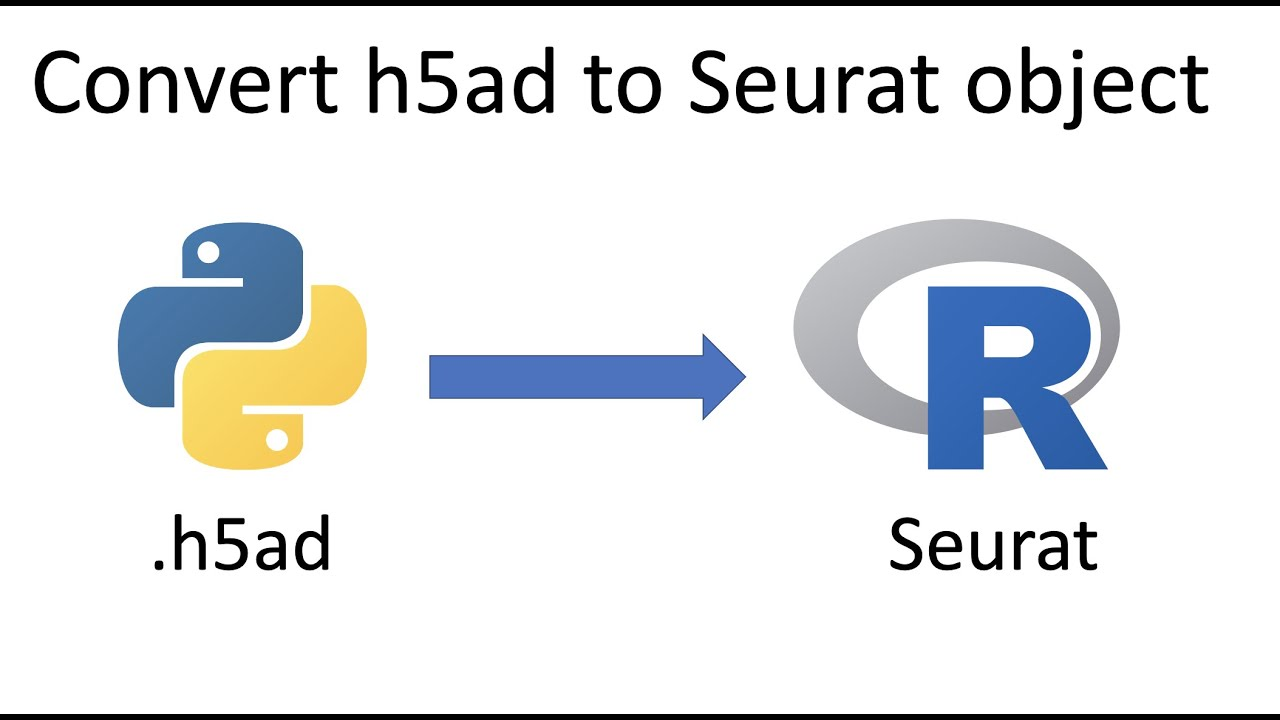 Convert h5ad to Seurat object
R
.h5ad
Seurat